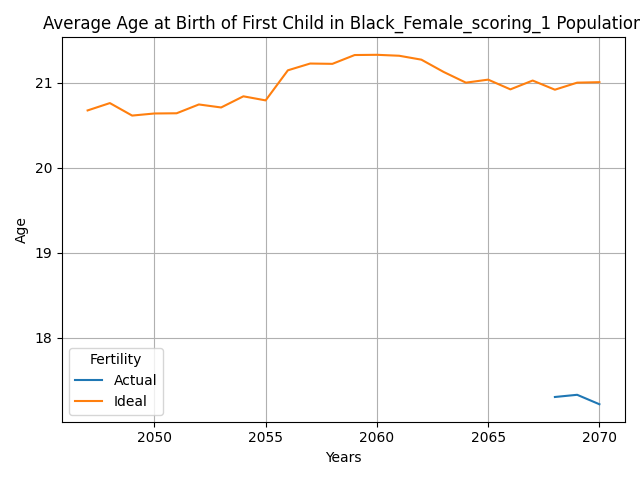 Average Age at Birth of First Child in Black_Female_scoring_1 Population
21
20
19
18
Age
Fertility
Actual
Ideal
2050 2055 2060 2065 2070
Years